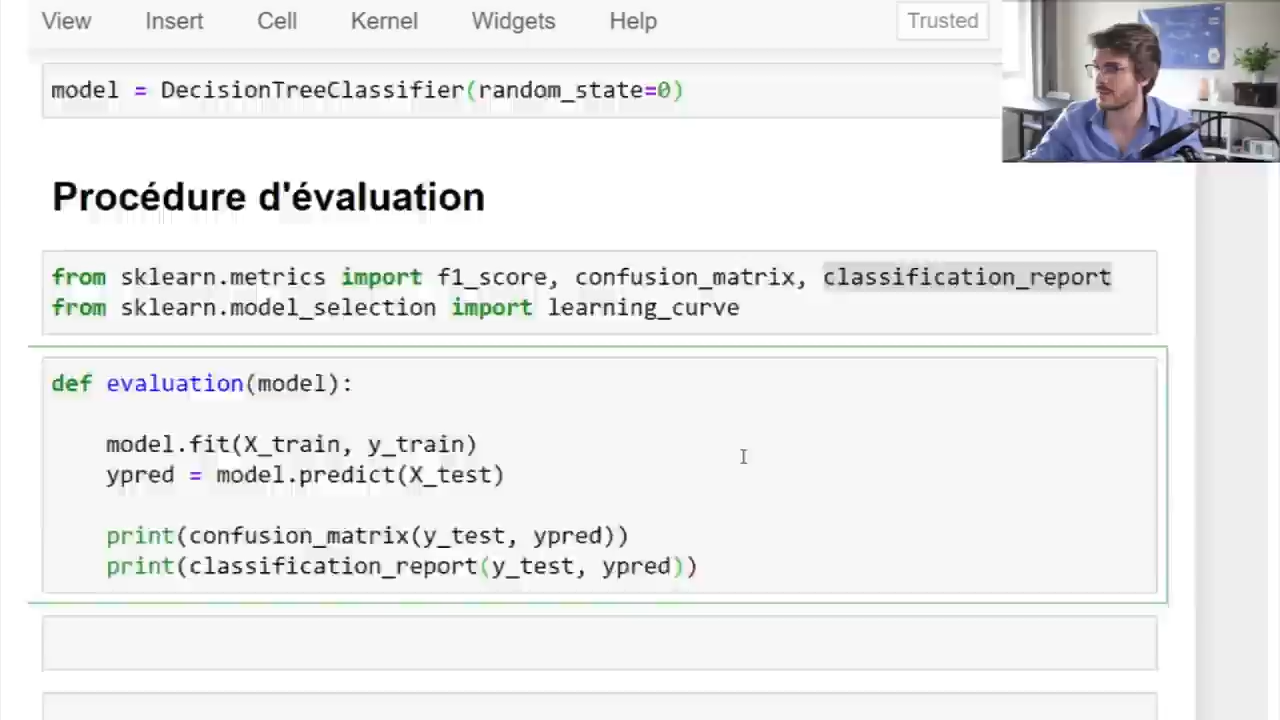 View Insert Cell Kernel Widgets Help Trusted
model = DecisionTreeClassifier(random_state=0)
Procédure d'évaluation
from sklearn.metrics import f1_score, confusion_matrix, classification_report
from sklearn.model_selection import learning_curve
def evaluation(model):
model.fit(X_train, y_train)
ypred = model.predict(X_test)
print(confusion_matrix(y_test, ypred))
print(classification_report(y_test, ypred))